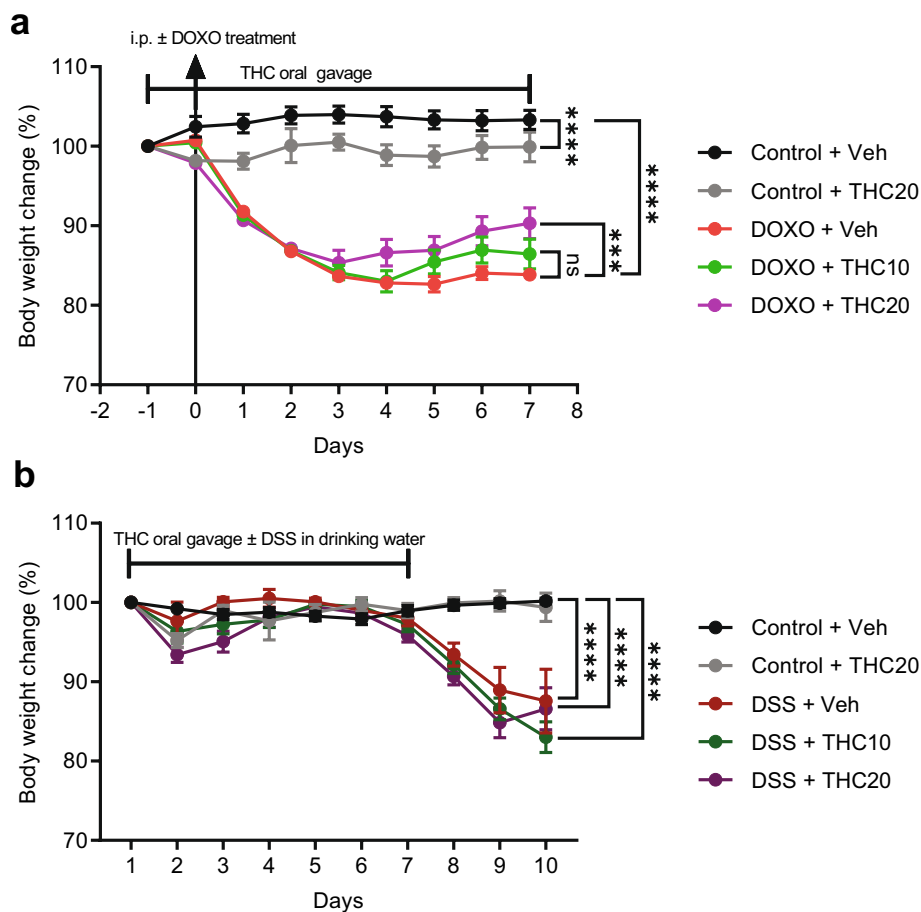 a
i.p. ± DOXO treatment
THC oral gavage
Body weight change (%)
110
100
90
80
70
-2 -1 0 1 2 3 4 5 6 7 8
Days
****
****
***
ns
Control + Veh
Control + THC20
DOXO + Veh
DOXO + THC10
DOXO + THC20
b
THC oral gavage ± DSS in drinking water
Body weight change (%)
110
100
90
80
70
1 2 3 4 5 6 7 8 9 10
Days
****
****
****
Control + Veh
Control + THC20
DSS + Veh
DSS + THC10
DSS + THC20